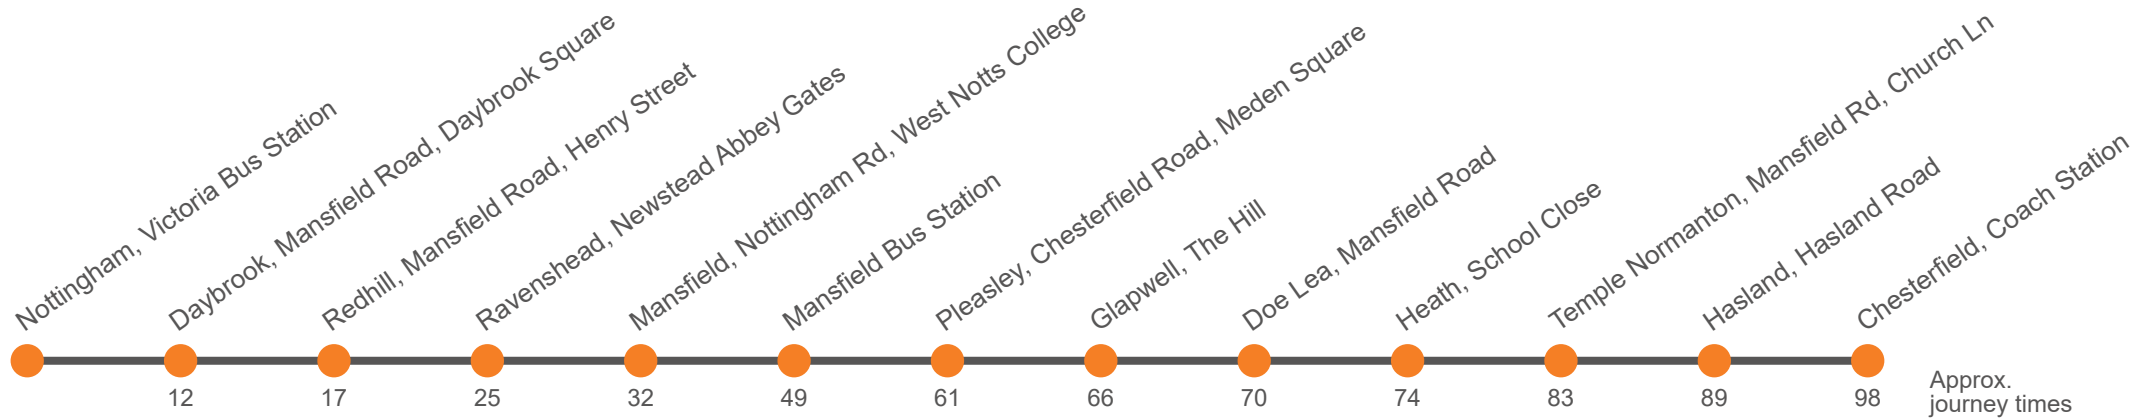 Nottingham, Victoria Bus Station
Daybrook, Mansfield Road, Daybrook Square
Redhill, Mansfield Road, Henry Street
Ravenshead, Newstead Abbey Gates
Mansfield, Nottingham Rd, West Notts College
Mansfield Bus Station
Pleasley, Chesterfield Road, Meden Square
Glapwell, The Hill
Doe Lea, Mansfield Road
Heath, School Close
Temple Normanton, Mansfield Rd, Church Ln
Hasland, Hasland Road
Chesterfield, Coach Station
12 17 25 32 49 61 66 70 74 83 89 98
Approx.
journey times